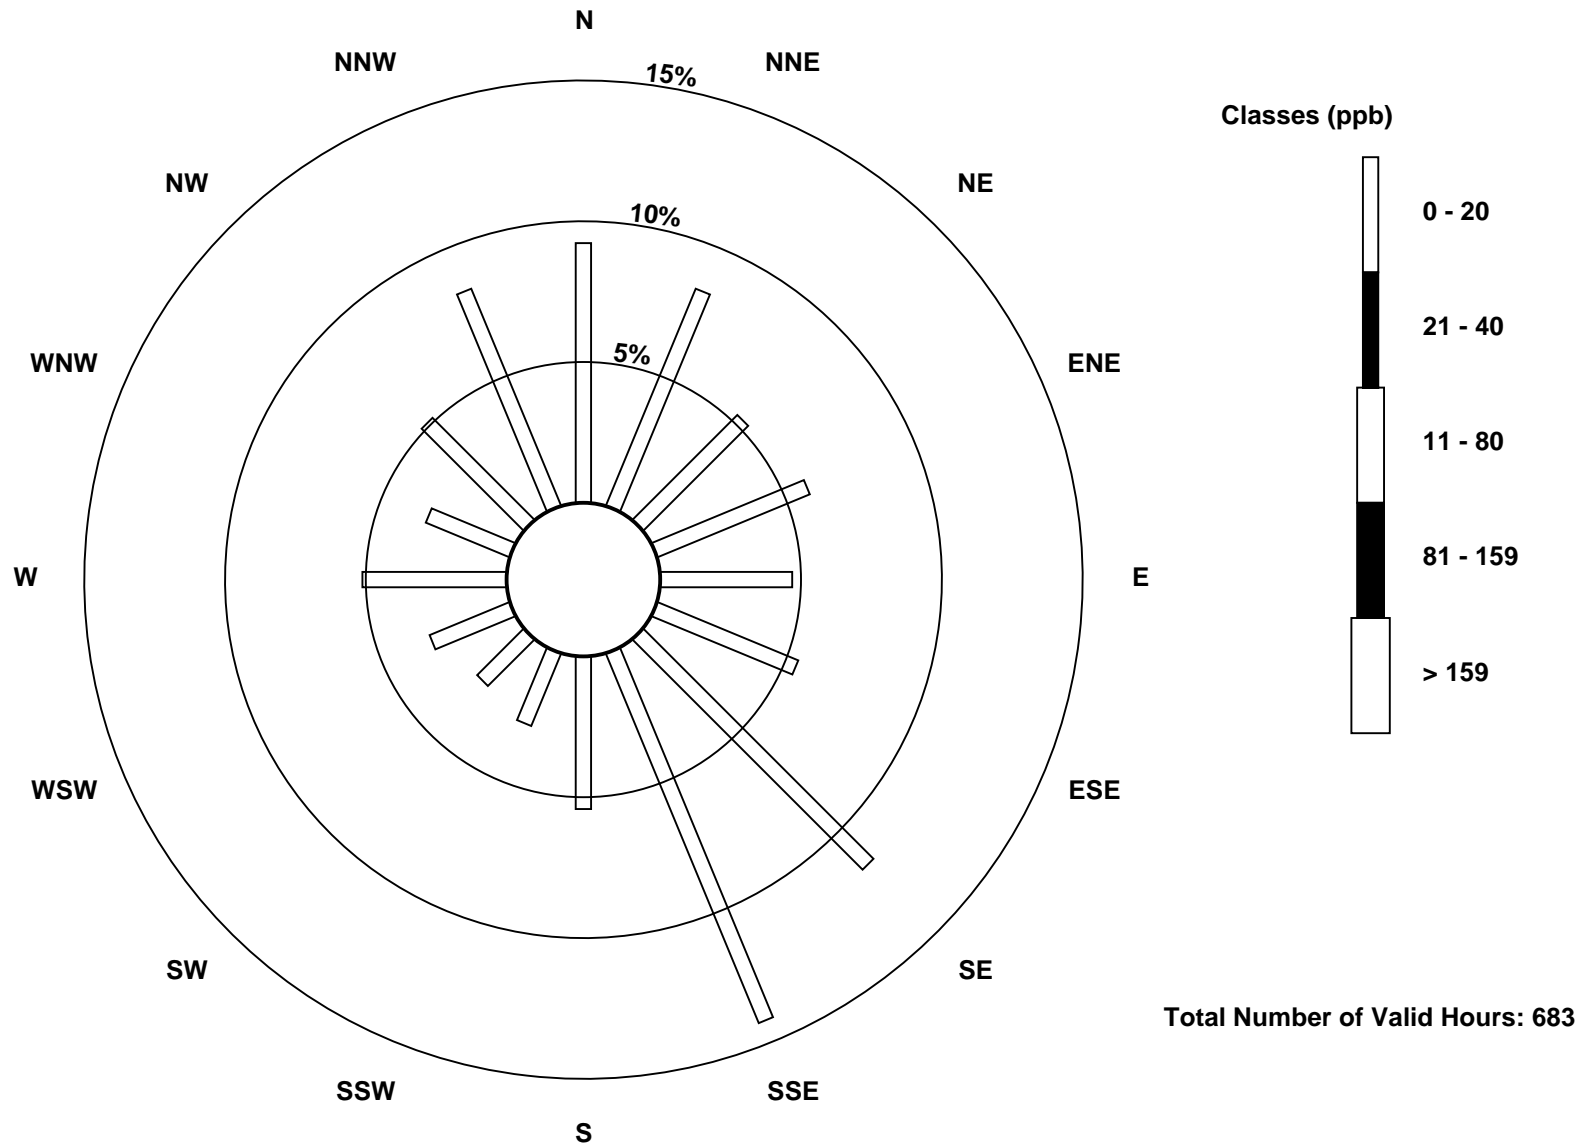 N
NNW
NNE
15%
Classes (ppb)
NW
NE
10%
0 - 20
21 - 40
5%
WNW
ENE
11 - 80
81 - 159
W
E
> 159
WSW
ESE
SW
SE
Total Number of Valid Hours: 683
SSW
SSE
S